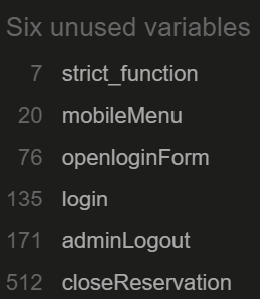 Six unused variables
7 strict_function
20 mobileMenu
76 openloginForm
135 login
171 adminLogout
512 closeReservation